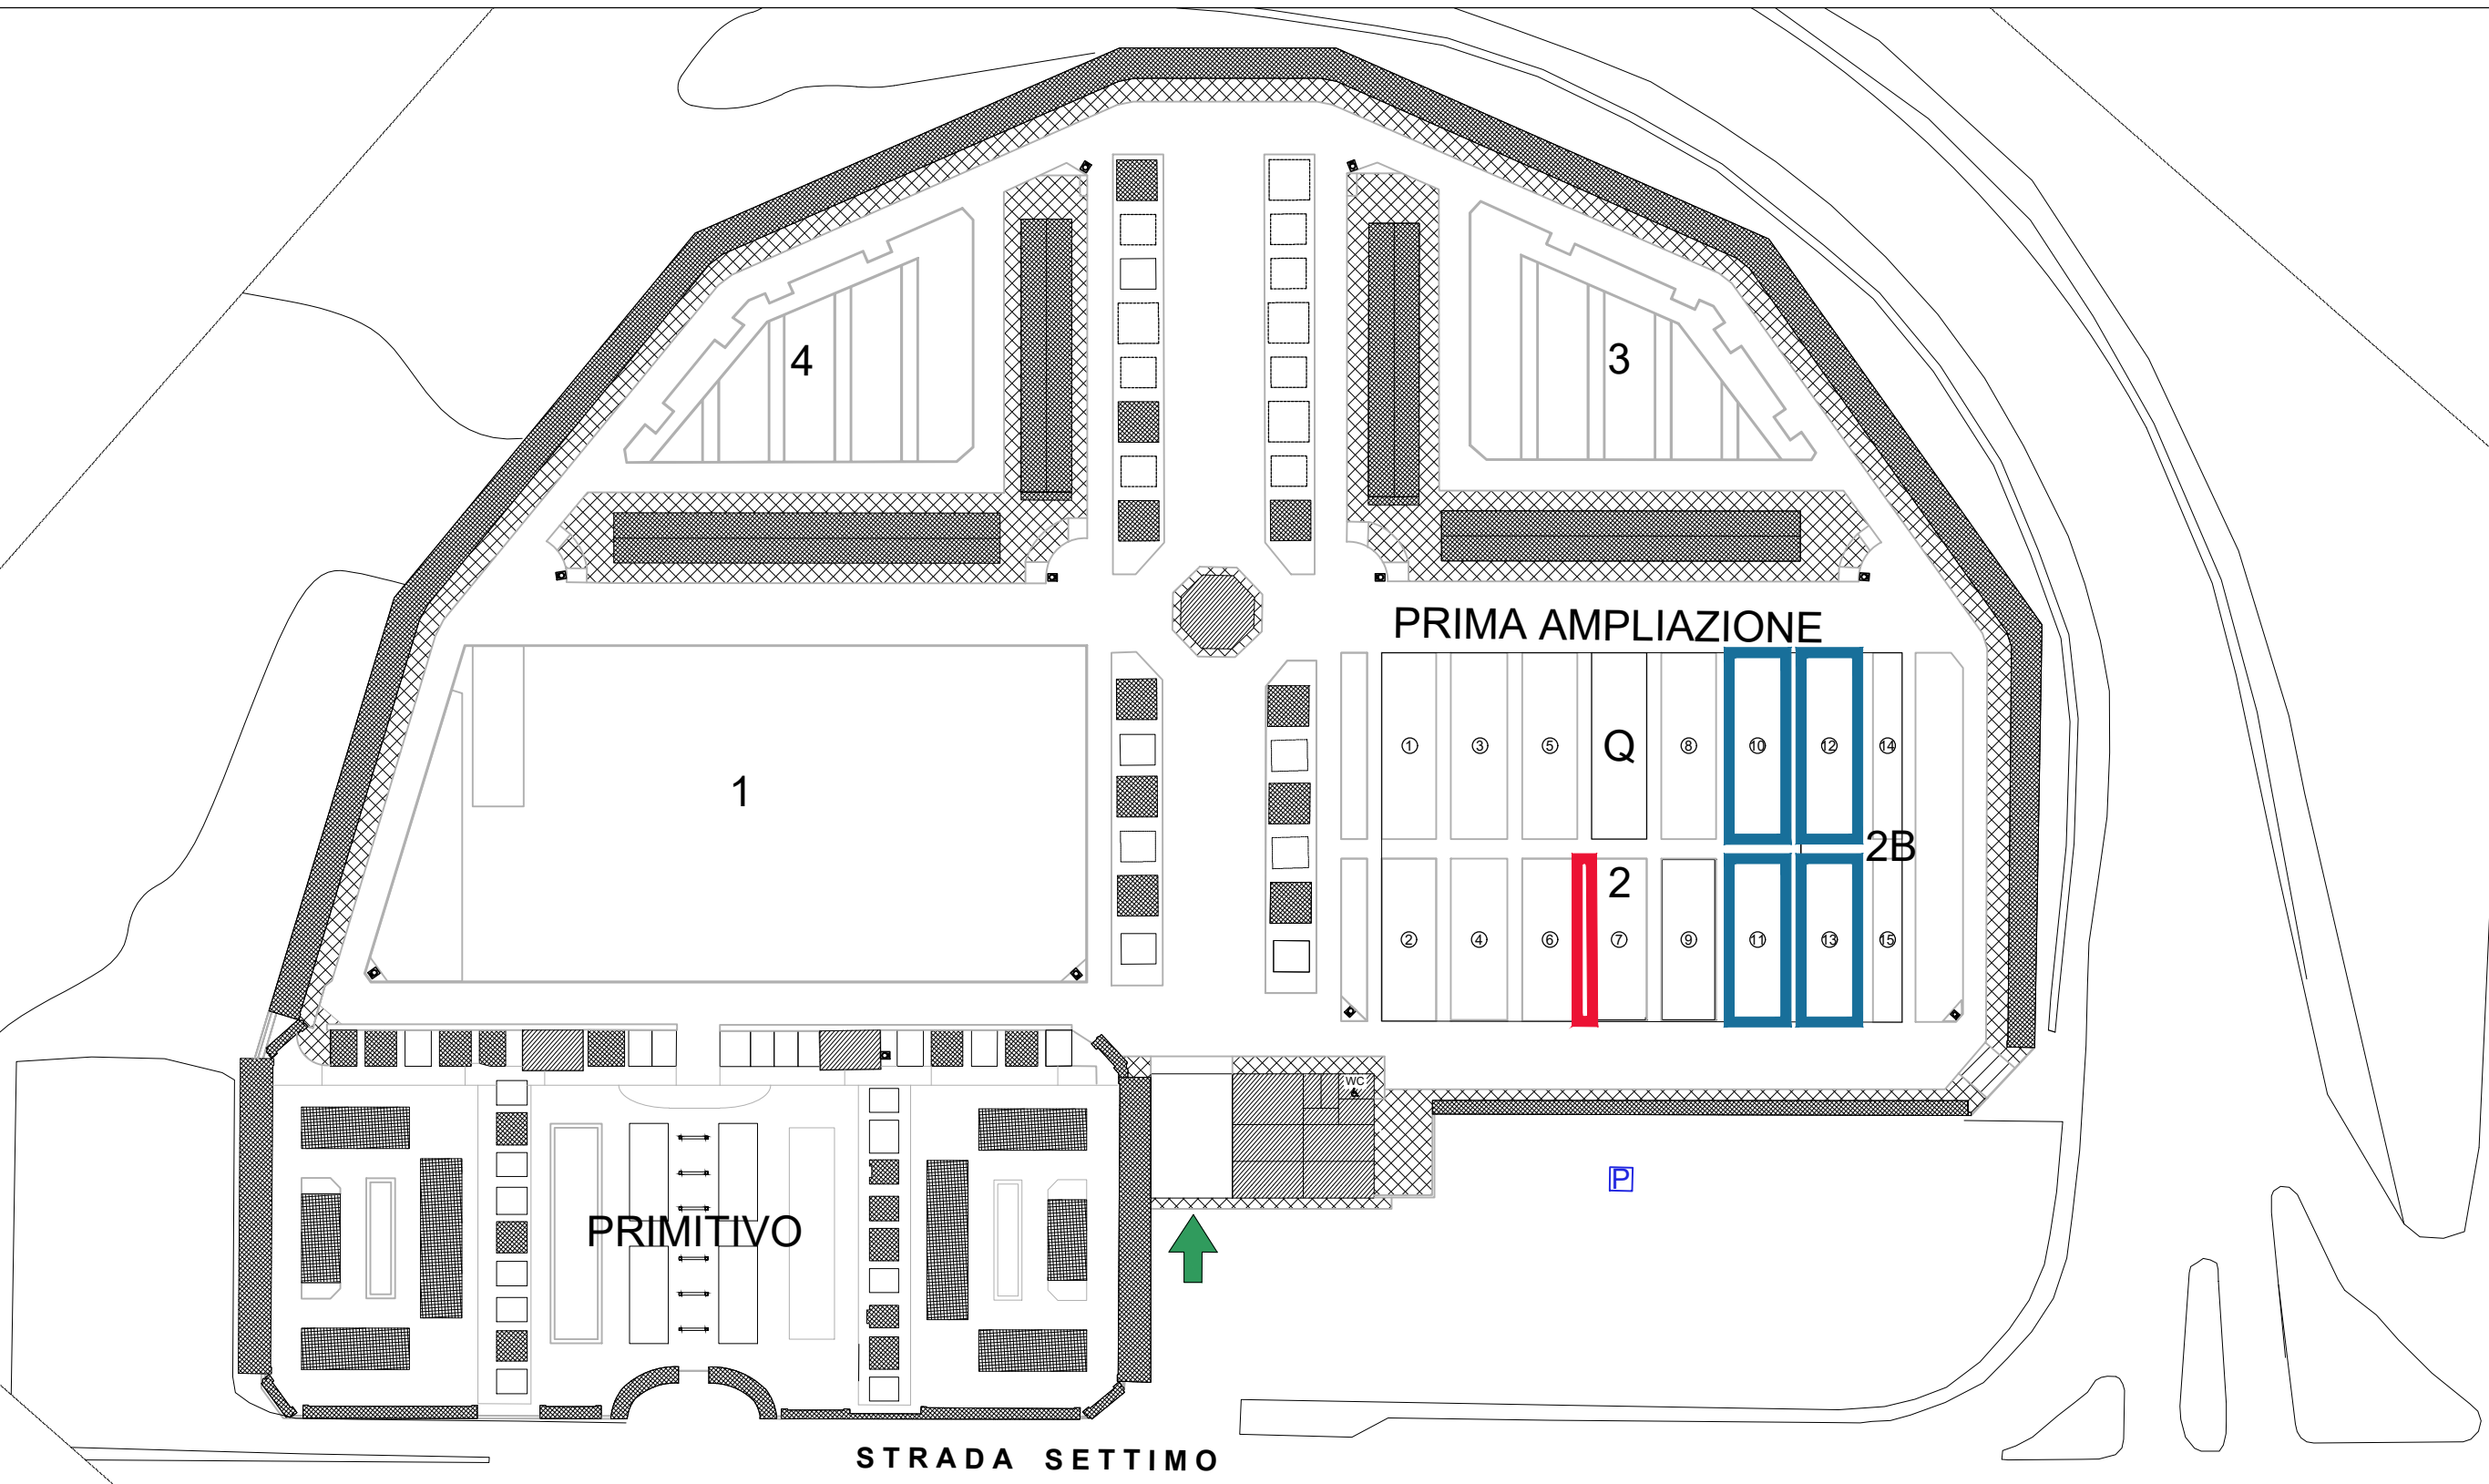 4
3
PRIMA AMPLIAZIONE
1
1 3 5 Q 8 10 12 14
2B
2
2 4 6 7 9 11 13 15
WC
P
PRIMITIVO
STRADA SETTIMO